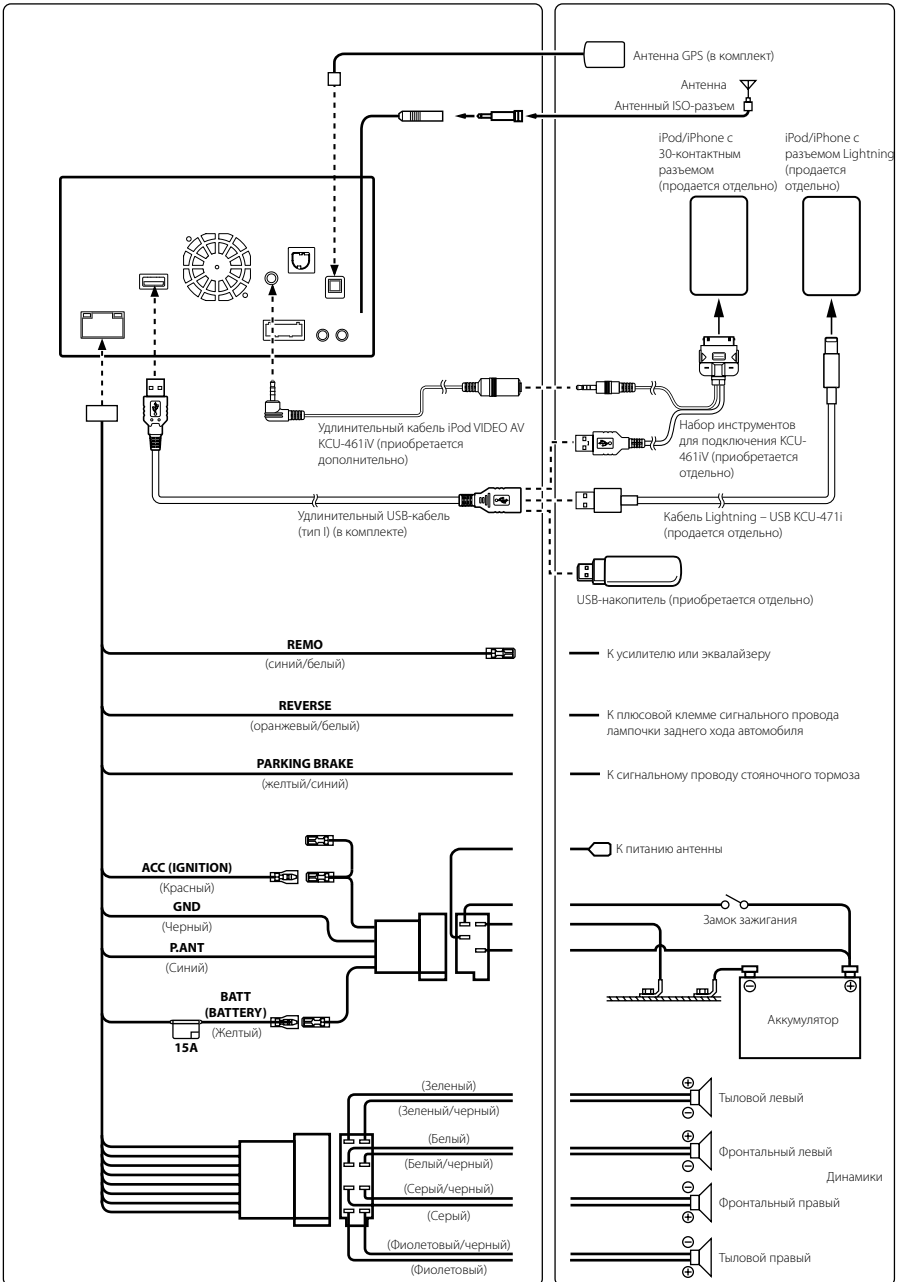 Антенна GPS (в комплект)
Антенна
Антенный ISO-разъем
iPod/iPhone с
30-контактным
разъемом
(продается отдельно)
iPod/iPhone с
разъемом Lightning
(продается
отдельно)
Удлинительный кабель iPod VIDEO AV
KCU-461iV (приобретается
дополнительно)
Набор инструментов
для подключения KCU-
461iV (приобретается
отдельно)
Удлинительный USB-кабель
(тип I) (в комплекте)
Кабель Lightning – USB KCU-471i
(продается отдельно)
USB-накопитель (приобретается отдельно)
REMO
(синий/белый)
К усилителю или эквалайзеру
REVERSE
(оранжевый/белый)
К плюсовой клемме сигнального провода
лампочки заднего хода автомобиля
PARKING BRAKE
(желтый/синий)
К сигнальному проводу стояночного тормоза
К питанию антенны
ACC (IGNITION)
(Красный)
GND
(Черный)
Замок зажигания
P.ANT
(Синий)
BATT
(BATTERY)
(Желтый)
15A
⊖ ⊕
Аккумулятор
(Зеленый)
(Зеленый/черный)
⊕
⊖
Тыловой левый
(Белый)
(Белый/черный)
⊕
⊖
Фронтальный левый
Динамики
(Серый/черный)
(Серый)
⊖
⊕
Фронтальный правый
(Фиолетовый/черный)
(Фиолетовый)
⊖
⊕
Тыловой правый